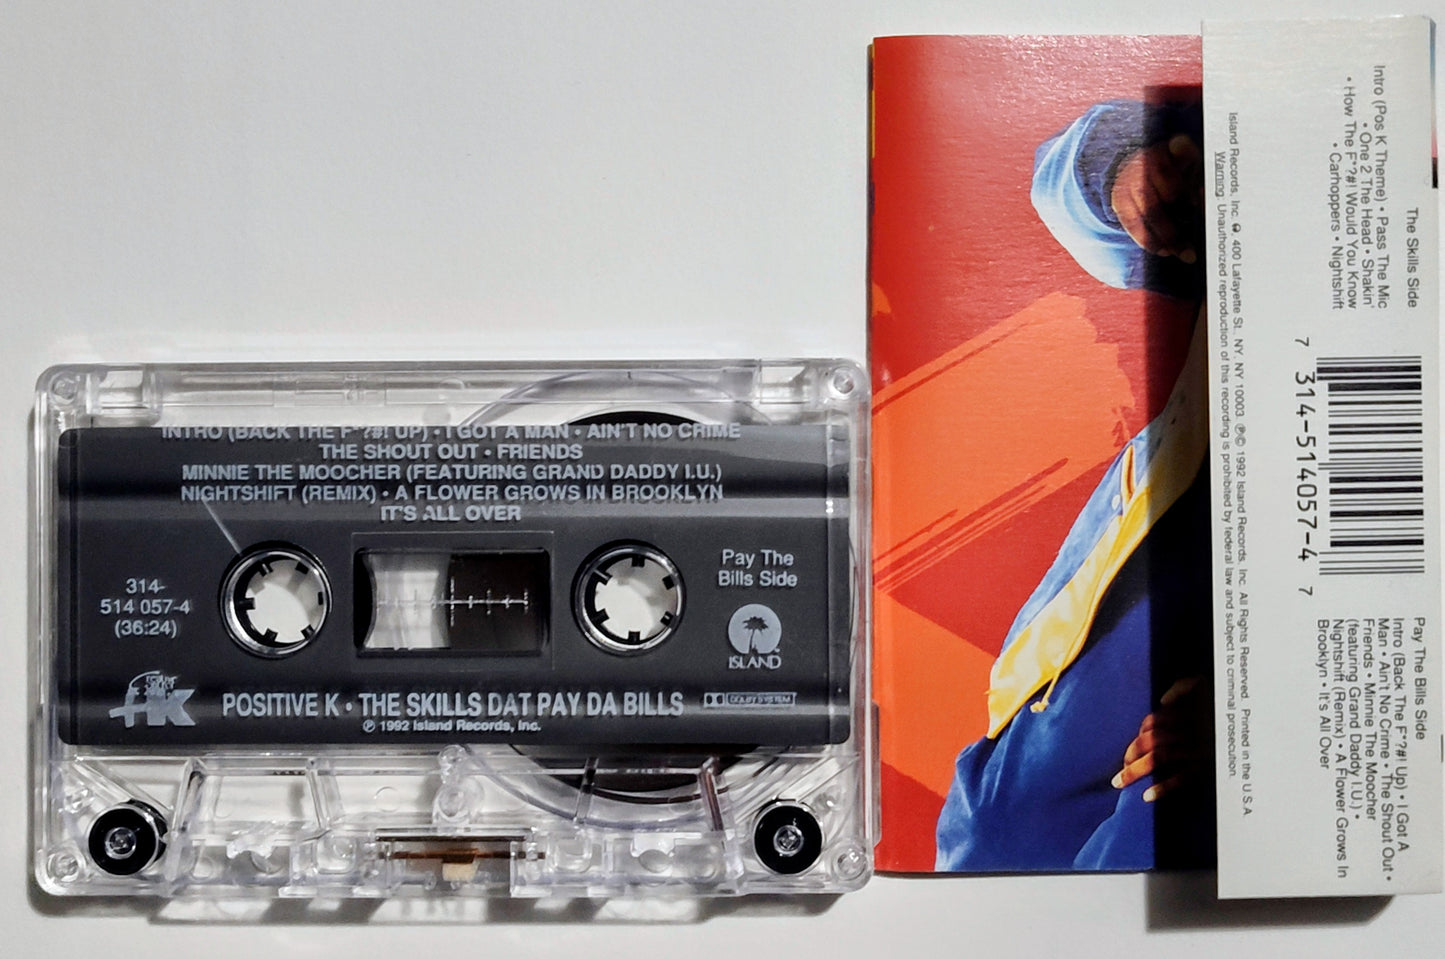 INTRO (BACK THE F*?#! UP) • I GOT A MAN • AIN'T NO CRIME
THE SHOUT OUT • FRIENDS
MINNIE THE MOOCHER (FEATURING GRAND DADDY I.U.)
NIGHTSHIFT (REMIX) • A FLOWER GROWS IN BROOKLYN
IT'S ALL OVER
314-
514 057-4
(36:24)
Pay The
Bills Side
ISLAND
+K
POSITIVE K • THE SKILLS DAT PAY DA BILLS
DOLBY SYSTEM
℗ 1992 Island Records, Inc.
The Skills Side
Intro (Pos K Theme) • Pass The Mic
• One 2 The Head • Shakin'
• How The F*?#! Would You Know
• Carhoppers • Nightshift
7 314-514057-4 7
Pay The Bills Side
Intro (Back The F*?#! Up) • I Got A
Man • Ain't No Crime • The Shout Out •
Friends • Minnie The Moocher
(featuring Grand Daddy I.U.) •
Nightshift (Remix) • A Flower Grows In
Brooklyn • It's All Over
Island Records, Inc. 400 Lafayette St., NY, NY 10003 ℗© 1992 Island Records, Inc. All Rights Reserved. Printed in the U.S.A.
Warning: Unauthorized reproduction of this recording is prohibited by federal law and subject to criminal prosecution.